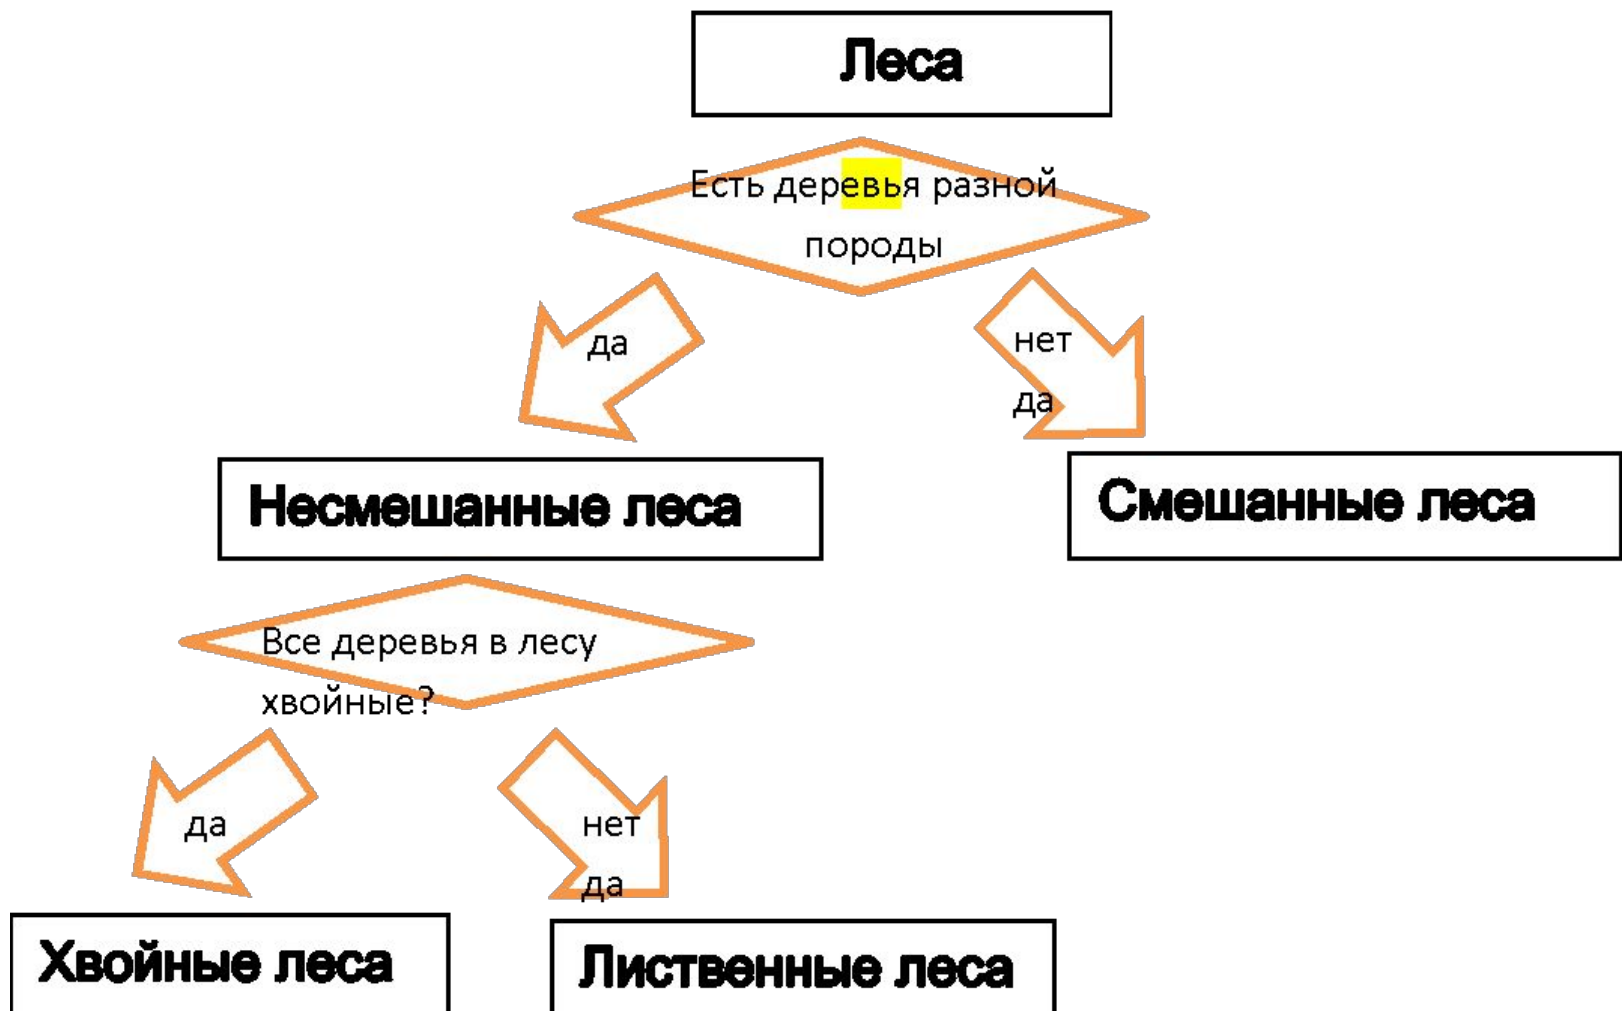 Леса
Есть деревья разной
породы
да
нет
да
Несмешанные леса
Смешанные леса
Все деревья в лесу
хвойные?
да
нет
да
Хвойные леса
Лиственные леса